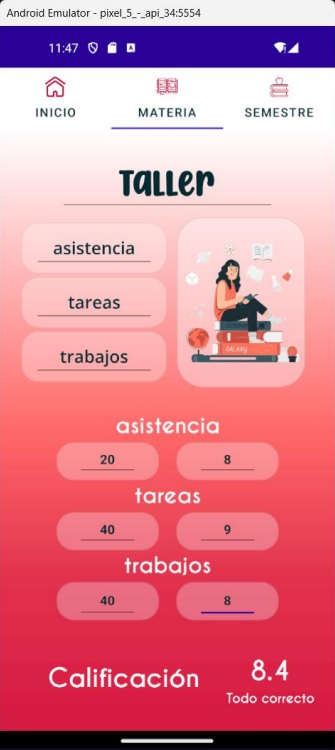 Android Emulator - pixel_5_-_api_34:5554
11:47 A
INICIO MATERIA SEMESTRE
Taller
asistencia
tareas
trabajos
GALAXY
asistencia
20 8
tareas
40 9
trabajos
40 8
Calificación 8.4
Todo correcto